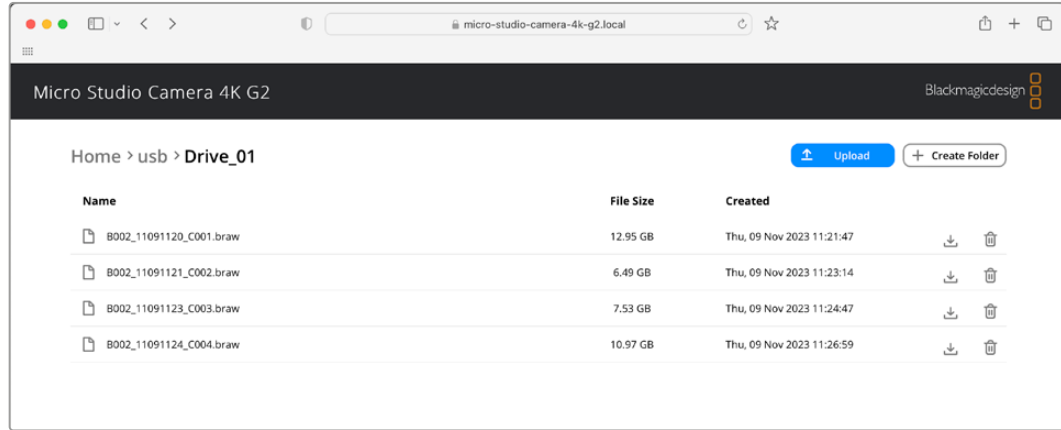 micro-studio-camera-4k-g2.local
Micro Studio Camera 4K G2
Blackmagicdesign
Home > usb > Drive_01
Upload
+ Create Folder
Name File Size Created
B002_11091120_C001.braw 12.95 GB Thu, 09 Nov 2023 11:21:47
B002_11091121_C002.braw 6.49 GB Thu, 09 Nov 2023 11:23:14
B002_11091123_C003.braw 7.53 GB Thu, 09 Nov 2023 11:24:47
B002_11091124_C004.braw 10.97 GB Thu, 09 Nov 2023 11:26:59